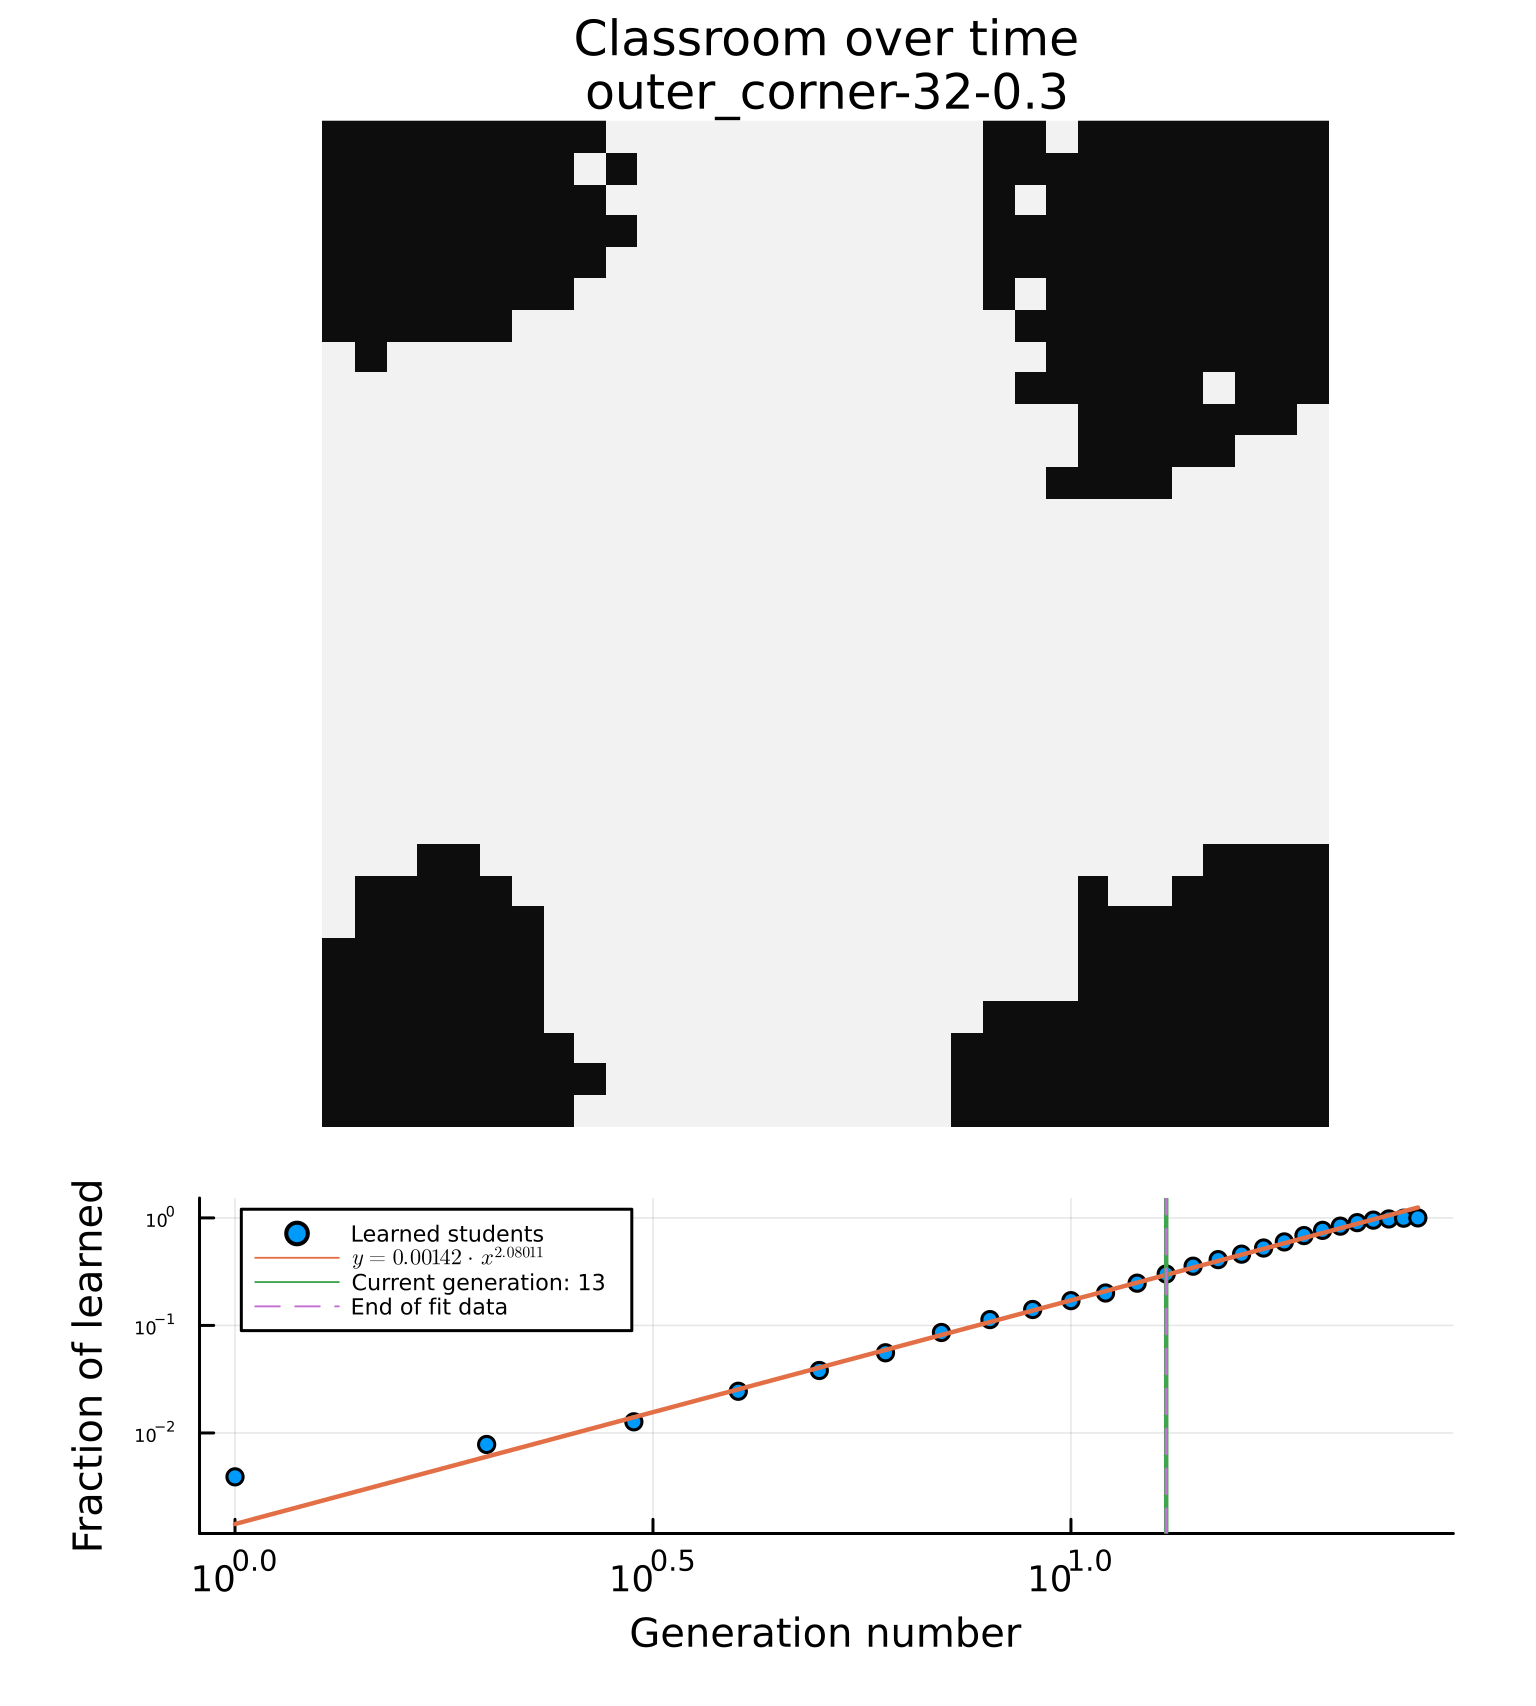 Classroom over time
outer_corner-32-0.3
Learned students
y = 0.00142 · x^2.08011
Current generation: 13
End of fit data
10^0
10^−1
10^−2
Fraction of learned
10^0.0 10^0.5 10^1.0
Generation number